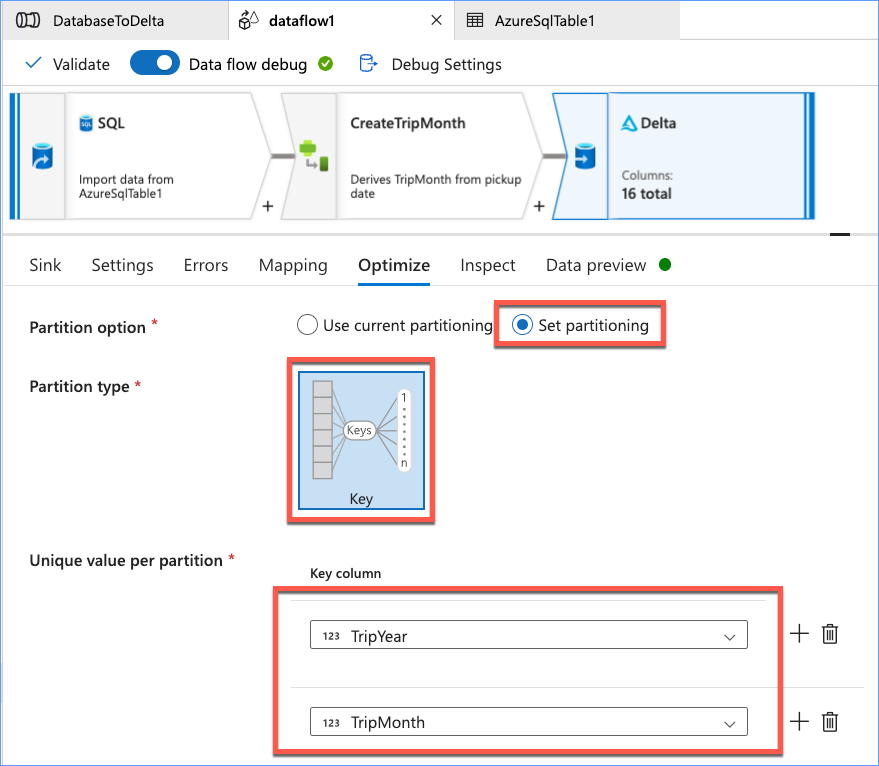 DatabaseToDelta
dataflow1
AzureSqlTable1
Validate
Data flow debug
Debug Settings
SQL
SQL
Import data from
AzureSqlTable1
+
CreateTripMonth
Derives TripMonth from pickup
date
+
Delta
Columns:
16 total
Sink
Settings
Errors
Mapping
Optimize
Inspect
Data preview
Partition option *
Use current partitioning
Set partitioning
Partition type *
Keys
1
n
Key
Unique value per partition *
Key column
123 TripYear
123 TripMonth